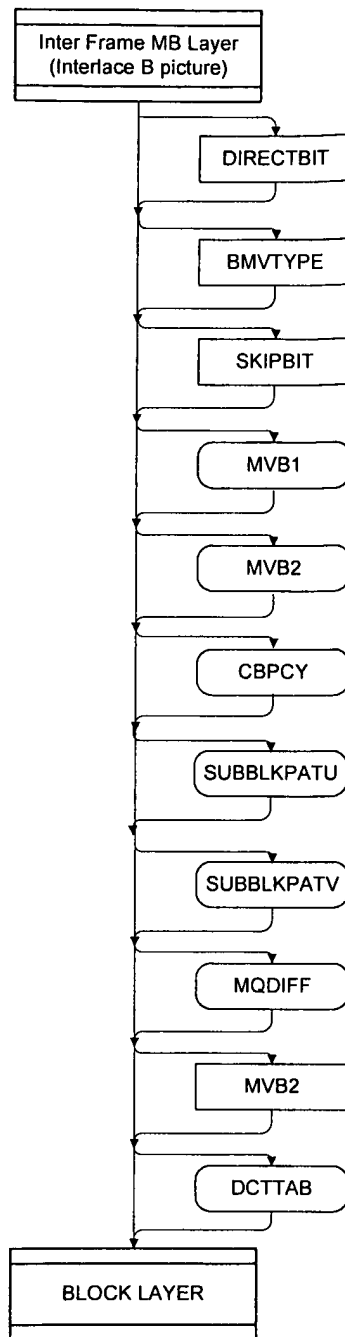 Inter Frame MB Layer
(Interlace B picture)
DIRECTBIT
BMVTYPE
SKIPBIT
MVB1
MVB2
CBPCY
SUBBLKPATU
SUBBLKPATV
MQDIFF
MVB2
DCTTAB
BLOCK LAYER